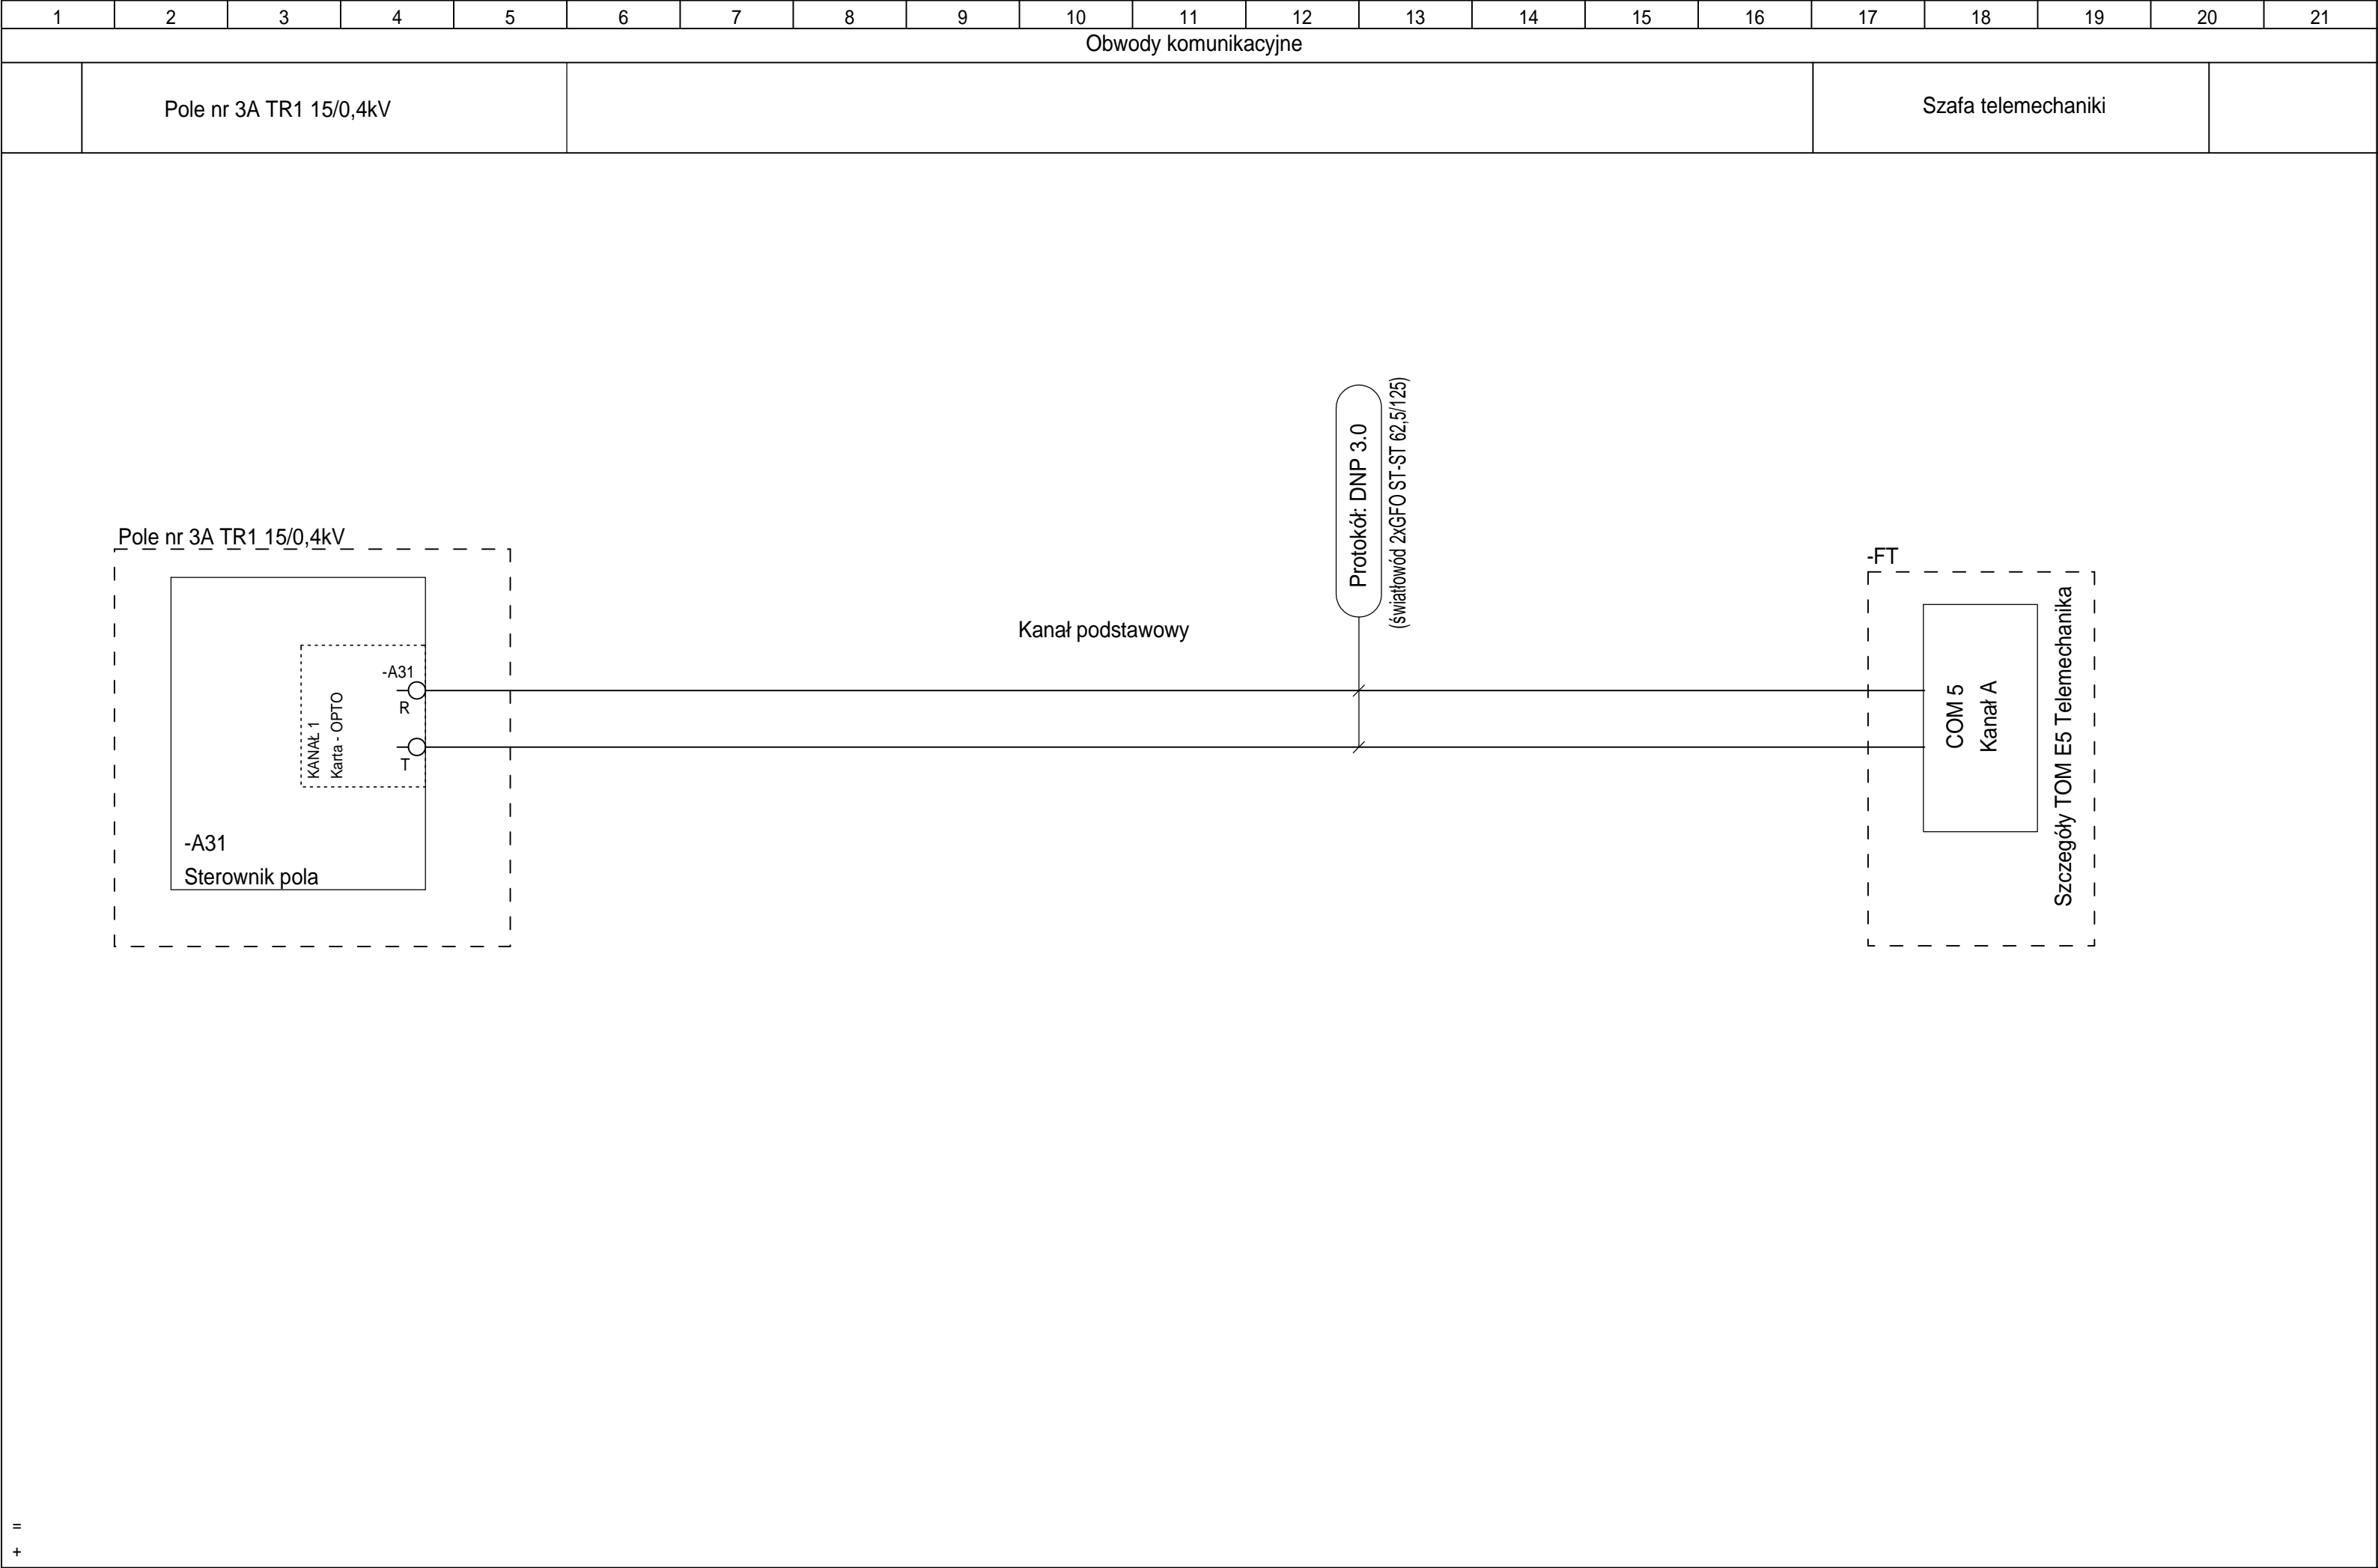 1 2 3 4 5 6 7 8 9 10 11 12 13 14 15 16 17 18 19 20 21
Obwody komunikacyjne
Pole nr 3A TR1 15/0,4kV
Szafa telemechaniki
Protokół: DNP 3.0
(światłowód 2xGFO ST-ST 62,5/125)
Pole nr 3A TR1 15/0,4kV
-FT
Kanał podstawowy
-A31
R
T
KANAŁ 1
Karta - OPTO
-A31
Sterownik pola
COM 5
Kanał A
Szczegóły TOM E5 Telemechanika
=
+